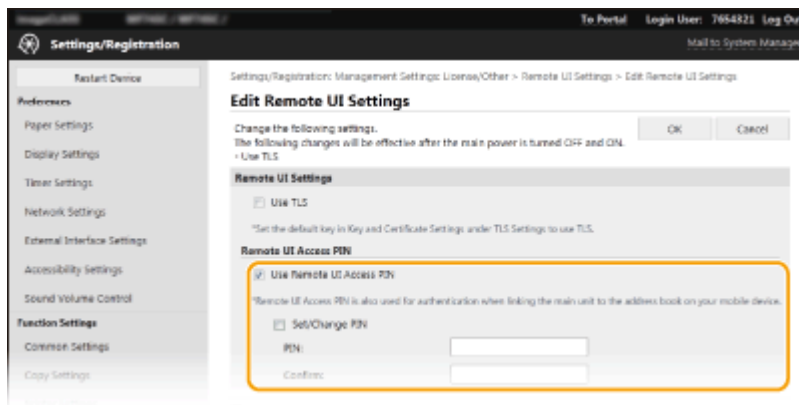 To Portal Login User: 7654321 Log Ou
Settings/Registration
Mail to System Manage
Restart Device
Settings/Registration: Management Settings: License/Other > Remote UI Settings > Edit Remote UI Settings
Preferences
Edit Remote UI Settings
Paper Settings
Change the following settings.
OK
Cancel
The following changes will be effective after the main power is turned OFF and ON.
- Use TLS
Display Settings
Timer Settings
Remote UI Settings
Use TLS
Network Settings
*Set the default key in Key and Certificate Settings under TLS Settings to use TLS.
External Interface Settings
Remote UI Access PIN
Accessibility Settings
Use Remote UI Access PIN
Sound Volume Control
*Remote UI Access PIN is also used for authentication when linking the main unit to the address book on your mobile device.
Function Settings
Set/Change PIN
Common Settings
PIN:
Copy Settings
Confirm: